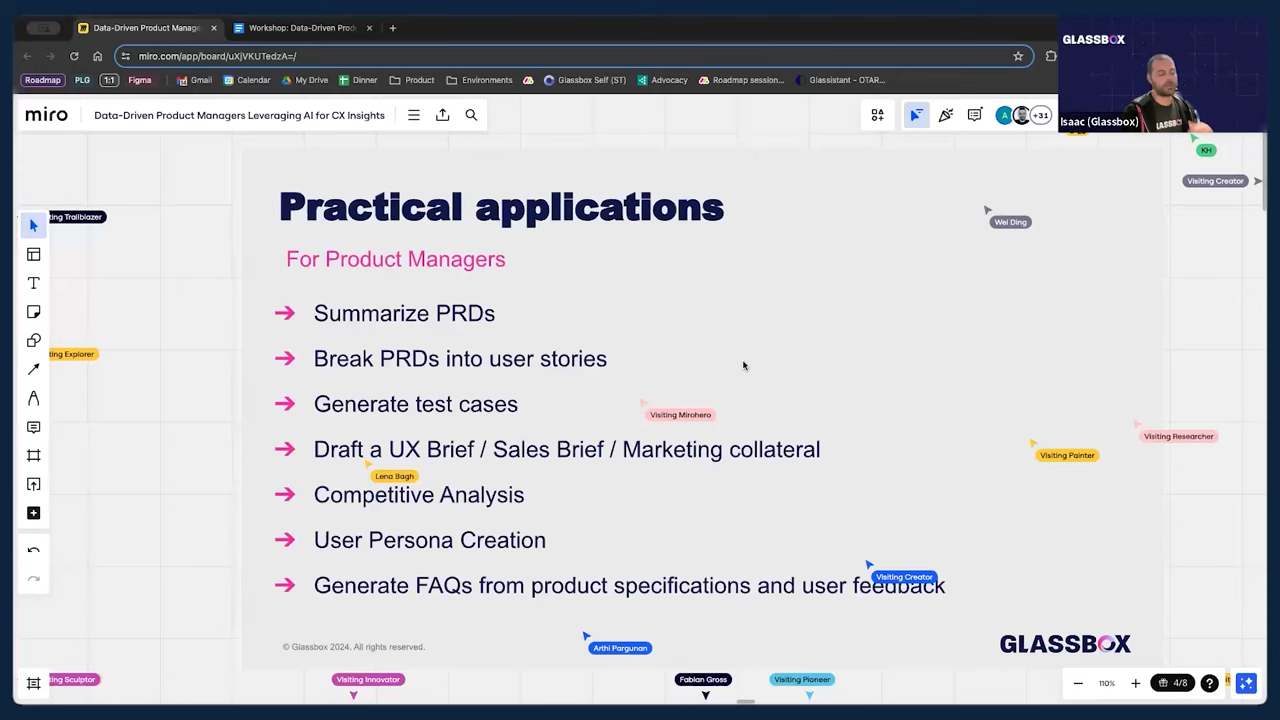 Data-Driven Product Manage
Workshop: Data-Driven Prod
miro.com/app/board/uXjVKUTedzA=/
Roadmap
PLG
1:1
Figma
Gmail
Calendar
My Drive
Dinner
Product
Environments
Glassbox Self (ST)
Advocacy
Roadmap session...
Glassistant – OTAR...
GLASSBOX
Isaac (Glassbox)
miro
Data-Driven Product Managers Leveraging AI for CX Insights
A
+31
KH
Visiting Creator
ting Trailblazer
Wei Ding
Practical applications
For Product Managers
Summarize PRDs
ting Explorer
Break PRDs into user stories
Generate test cases
Visiting Mirohero
Visiting Researcher
Draft a UX Brief / Sales Brief / Marketing collateral
Visiting Painter
Lena Bagh
Competitive Analysis
User Persona Creation
Visiting Creator
Generate FAQs from product specifications and user feedback
© Glassbox 2024. All rights reserved.
Arthi Pargunan
GLASSBOX
ting Sculptor
Visiting Innovator
Fabian Gross
Visiting Pioneer
110%
4/8